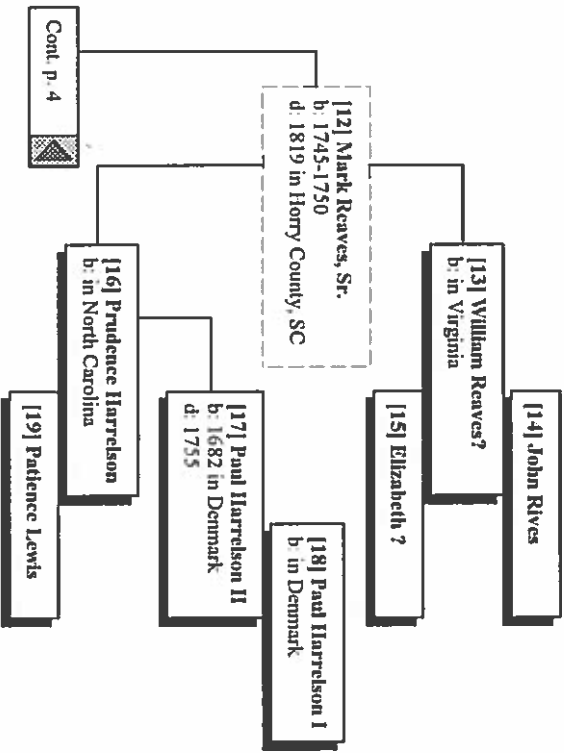 [14] John Rives
[13] William Reaves?
b: in Virginia
[15] Elizabeth ?
[12] Mark Reaves, Sr.
b: 1745-1750
d: 1819 in Horry County, SC
[18] Paul Harrelson I
b: in Denmark
[17] Paul Harrelson II
b: 1682 in Denmark
d: 1755
[16] Prudence Harrelson
b: in North Carolina
[19] Patience Lewis
Cont. p. 4